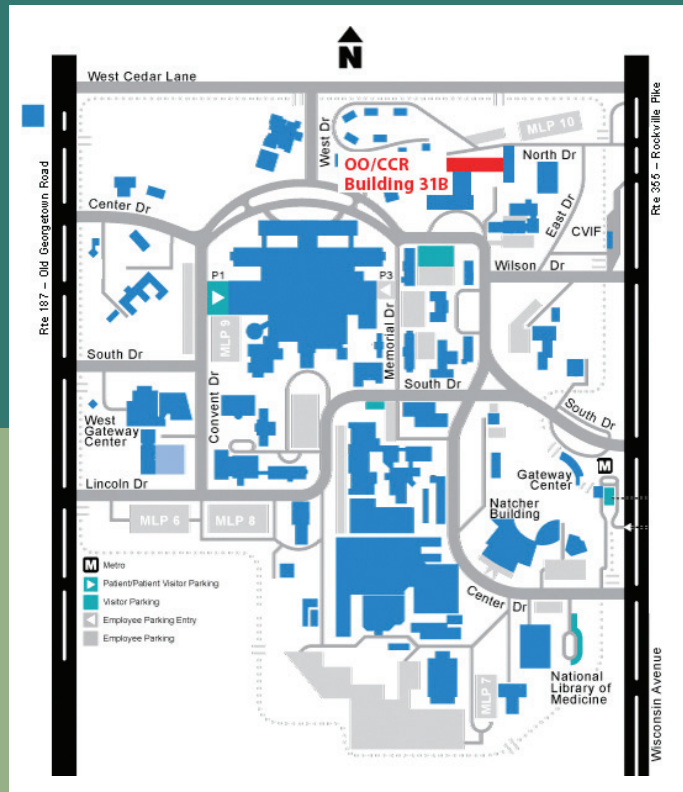 N
West Cedar Lane
Rte 187 – Old Georgetown Road
Rte 355 – Rockville Pike
West Dr
MLP 10
OO/CCR
Building 31B
North Dr
Center Dr
East Dr
CVIF
Wilson Dr
P1
P3
MLP 9
Memorial Dr
South Dr
Convent Dr
South Dr
South Dr
West
Gateway
Center
M
Gateway
Center
Lincoln Dr
Natcher
Building
MLP 6
MLP 8
M Metro
Patient/Patient Visitor Parking
Visitor Parking
Employee Parking Entry
Employee Parking
Center Dr
MLP 7
National
Library of
Medicine
Wisconsin Avenue